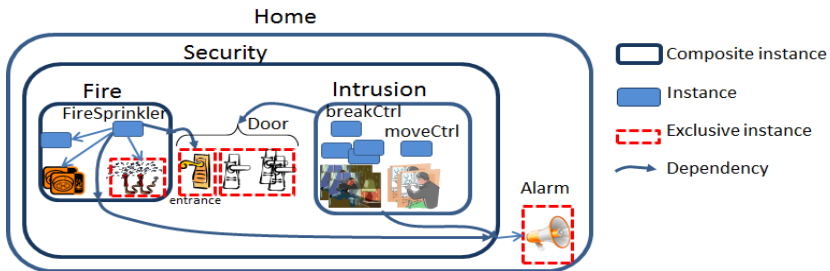 Home
Security
Fire
Intrusion
FireSprinkler
Door
breakCtrl
moveCtrl
entrance
Alarm
Composite instance
Instance
Exclusive instance
Dependency